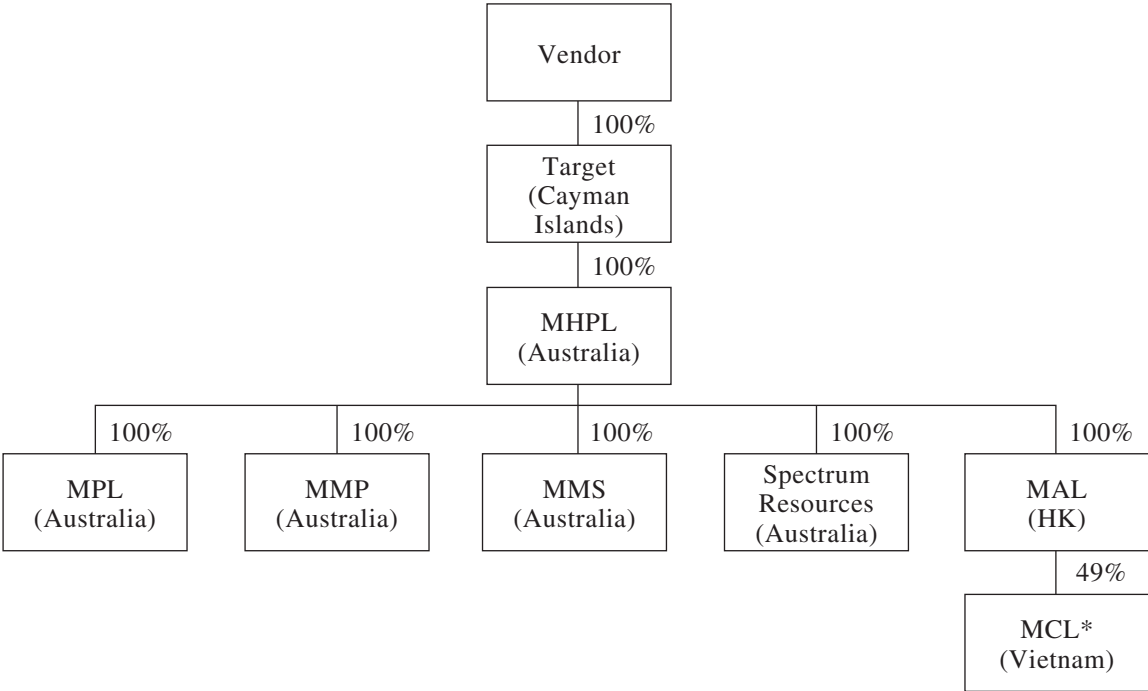 Vendor
100%
Target
(Cayman
Islands)
100%
MHPL
(Australia)
100%
100%
100%
100%
100%
MPL
(Australia)
MMP
(Australia)
MMS
(Australia)
Spectrum
Resources
(Australia)
MAL
(HK)
49%
MCL*
(Vietnam)